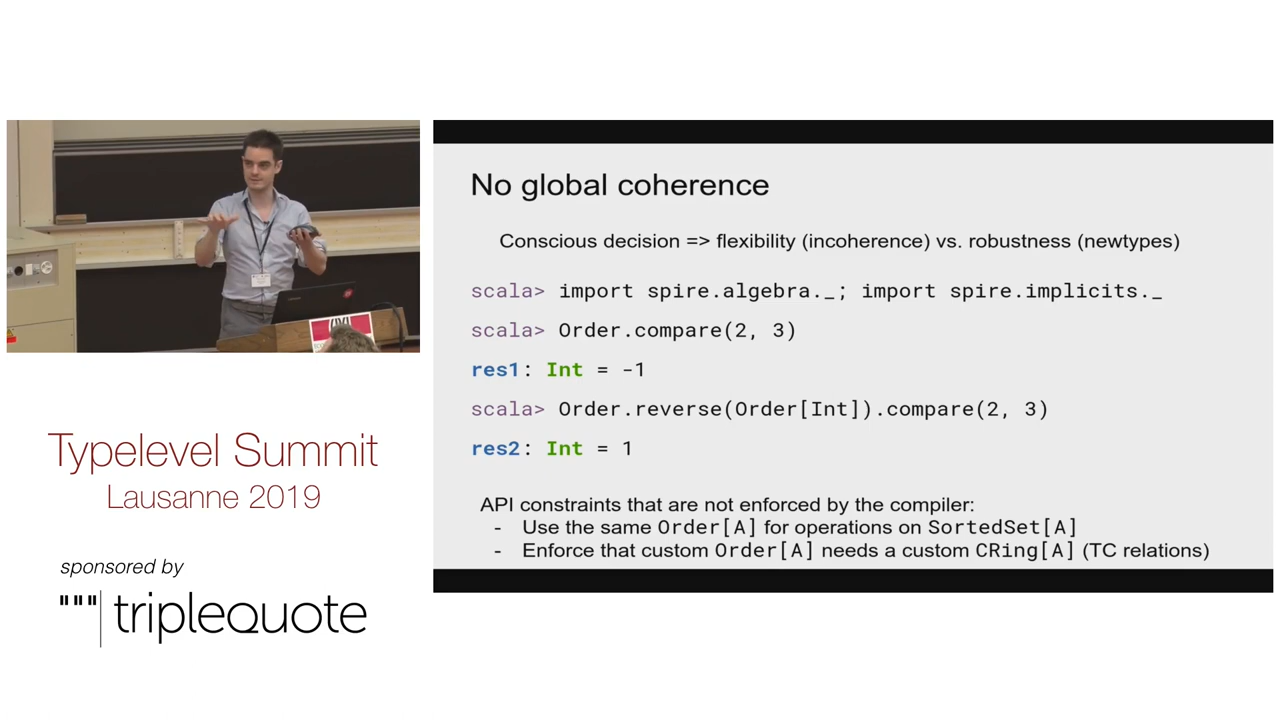 No global coherence
Conscious decision => flexibility (incoherence) vs. robustness (newtypes)
scala> import spire.algebra._; import spire.implicits._
scala> Order.compare(2, 3)
res1: Int = -1
scala> Order.reverse(Order[Int]).compare(2, 3)
res2: Int = 1
API constraints that are not enforced by the compiler:
- Use the same Order[A] for operations on SortedSet[A]
- Enforce that custom Order[A] needs a custom CRing[A] (TC relations)
Typelevel Summit
Lausanne 2019
sponsored by
"""|triplequote